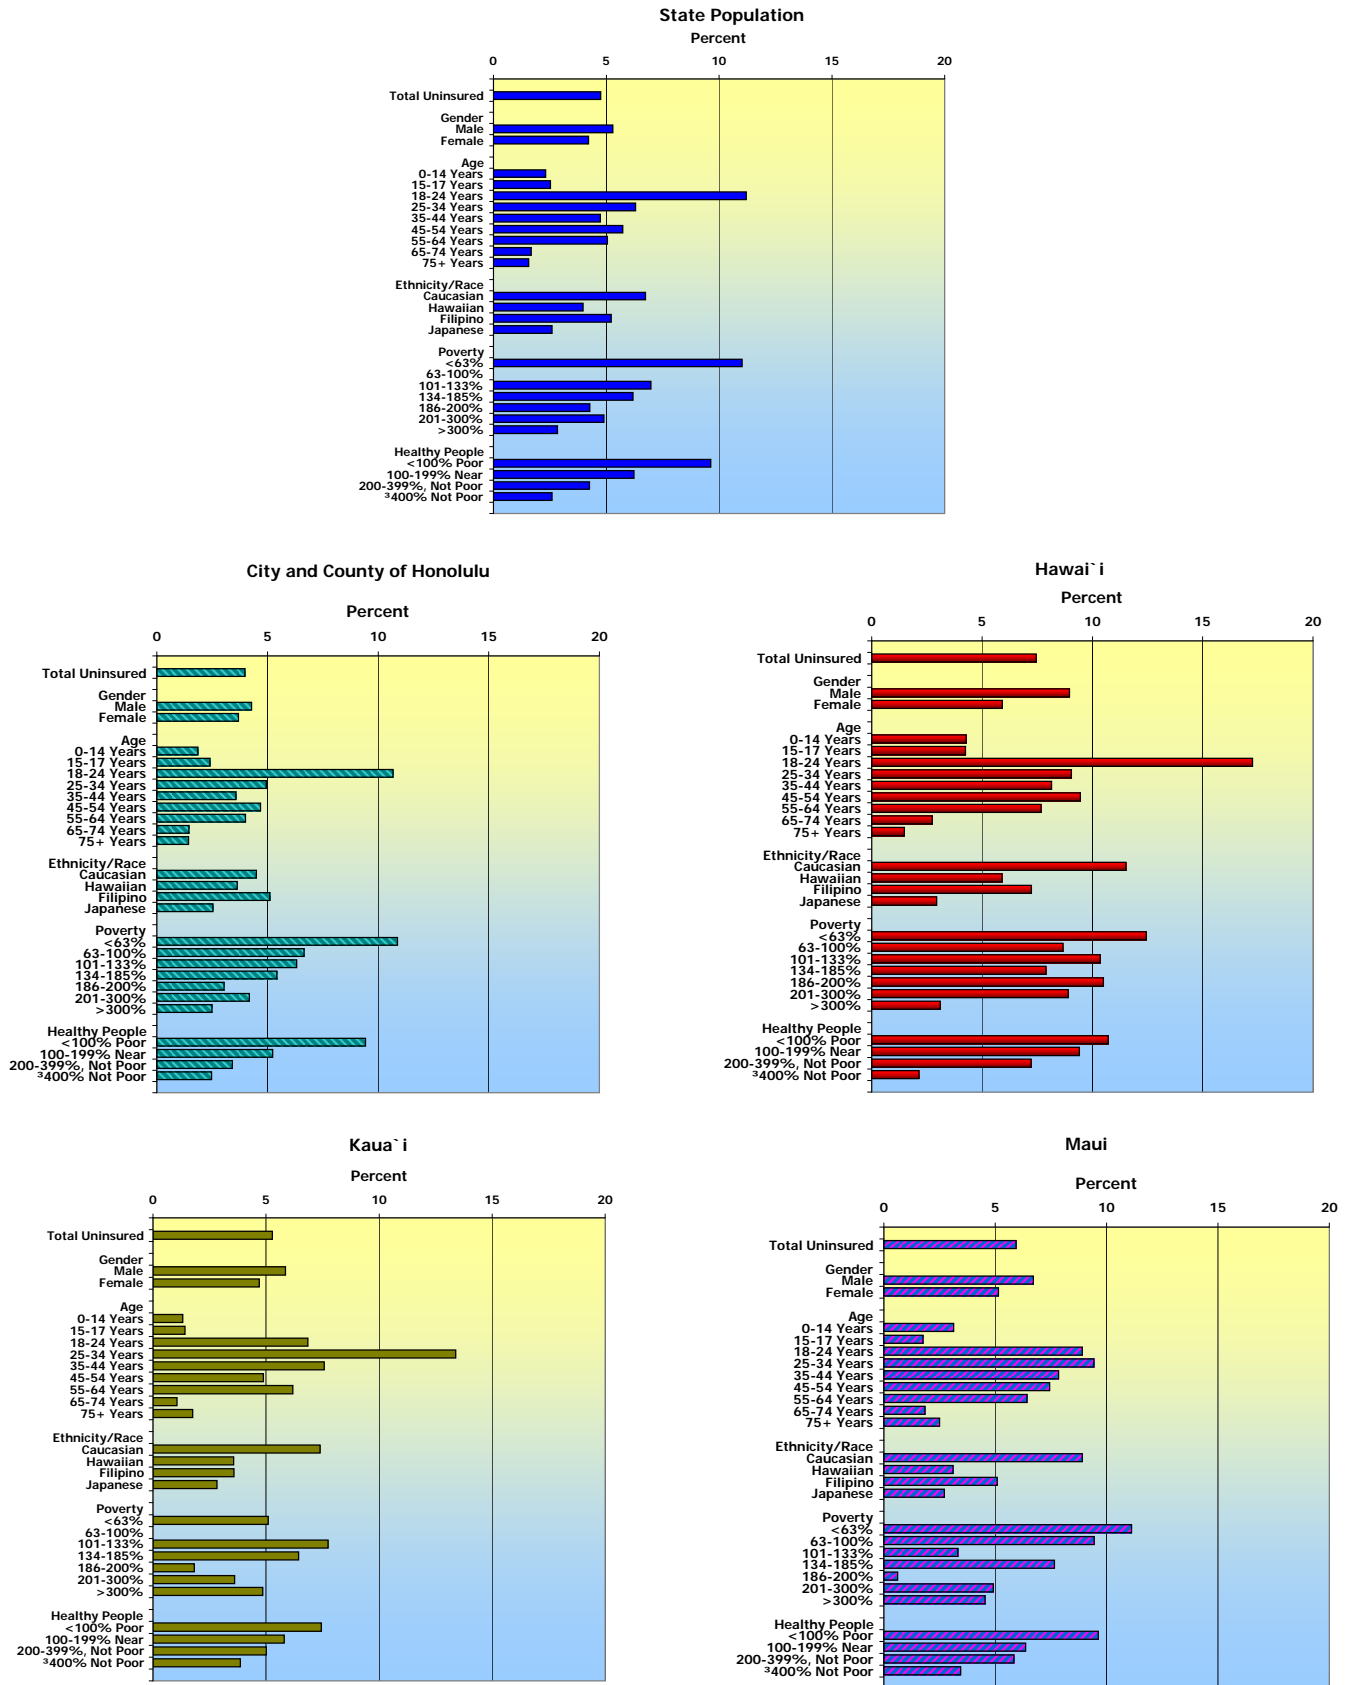 State Population
Percent
0 5 10 15 20
Total Uninsured
Gender
Male
Female
Age
0-14 Years
15-17 Years
18-24 Years
25-34 Years
35-44 Years
45-54 Years
55-64 Years
65-74 Years
75+ Years
Ethnicity/Race
Caucasian
Hawaiian
Filipino
Japanese
Poverty
<63%
63-100%
101-133%
134-185%
186-200%
201-300%
>300%
Healthy People
<100% Poor
100-199% Near
200-399%, Not Poor
³400% Not Poor
City and County of Honolulu
Percent
0 5 10 15 20
Total Uninsured
Gender
Male
Female
Age
0-14 Years
15-17 Years
18-24 Years
25-34 Years
35-44 Years
45-54 Years
55-64 Years
65-74 Years
75+ Years
Ethnicity/Race
Caucasian
Hawaiian
Filipino
Japanese
Poverty
<63%
63-100%
101-133%
134-185%
186-200%
201-300%
>300%
Healthy People
<100% Poor
100-199% Near
200-399%, Not Poor
³400% Not Poor
Hawai`i
Percent
0 5 10 15 20
Total Uninsured
Gender
Male
Female
Age
0-14 Years
15-17 Years
18-24 Years
25-34 Years
35-44 Years
45-54 Years
55-64 Years
65-74 Years
75+ Years
Ethnicity/Race
Caucasian
Hawaiian
Filipino
Japanese
Poverty
<63%
63-100%
101-133%
134-185%
186-200%
201-300%
>300%
Healthy People
<100% Poor
100-199% Near
200-399%, Not Poor
³400% Not Poor
Kaua`i
Percent
0 5 10 15 20
Total Uninsured
Gender
Male
Female
Age
0-14 Years
15-17 Years
18-24 Years
25-34 Years
35-44 Years
45-54 Years
55-64 Years
65-74 Years
75+ Years
Ethnicity/Race
Caucasian
Hawaiian
Filipino
Japanese
Poverty
<63%
63-100%
101-133%
134-185%
186-200%
201-300%
>300%
Healthy People
<100% Poor
100-199% Near
200-399%, Not Poor
³400% Not Poor
Maui
Percent
0 5 10 15 20
Total Uninsured
Gender
Male
Female
Age
0-14 Years
15-17 Years
18-24 Years
25-34 Years
35-44 Years
45-54 Years
55-64 Years
65-74 Years
75+ Years
Ethnicity/Race
Caucasian
Hawaiian
Filipino
Japanese
Poverty
<63%
63-100%
101-133%
134-185%
186-200%
201-300%
>300%
Healthy People
<100% Poor
100-199% Near
200-399%, Not Poor
³400% Not Poor